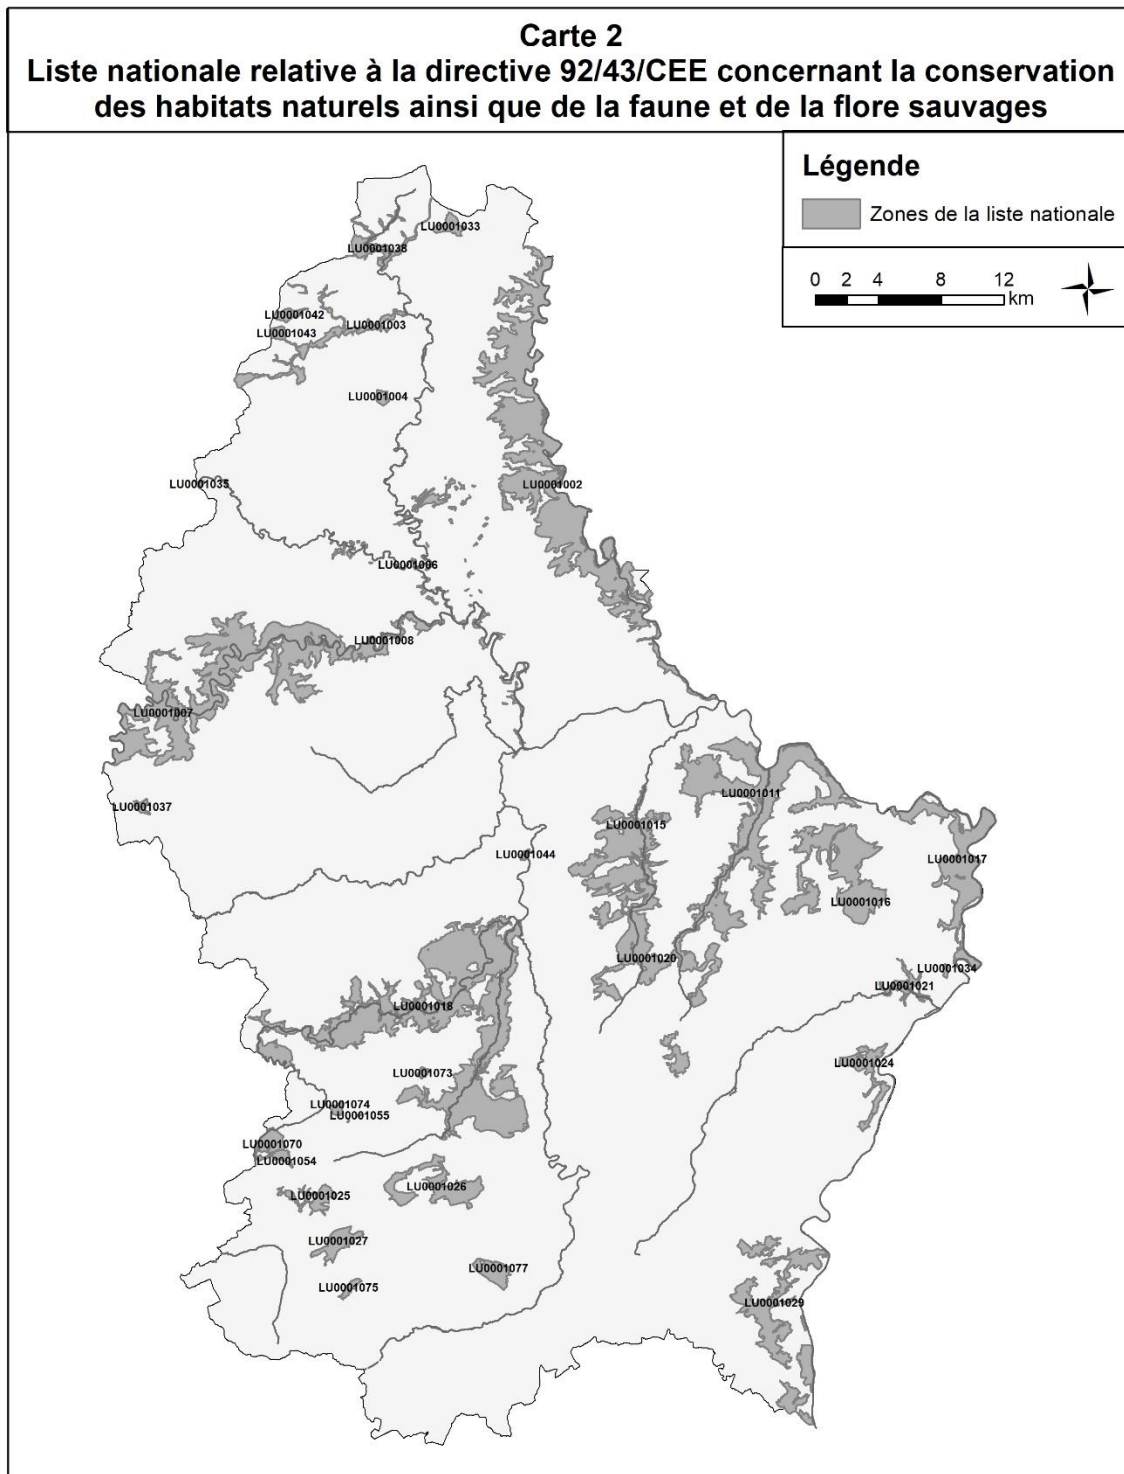 Carte 2
Liste nationale relative à la directive 92/43/CEE concernant la conservation
des habitats naturels ainsi que de la faune et de la flore sauvages
Légende
Zones de la liste nationale
0 2 4 8 12
km
LU0001033
LU0001038
LU0001042
LU0001003
LU0001043
LU0001004
LU0001035
LU0001002
LU0001006
LU0001008
LU0001007
LU0001037
LU0001011
LU0001015
LU0001044
LU0001017
LU0001016
LU0001020
LU0001034
LU0001021
LU0001018
LU0001024
LU0001073
LU0001074
LU0001055
LU0001070
LU0001054
LU0001026
LU0001025
LU0001027
LU0001077
LU0001075
LU0001029